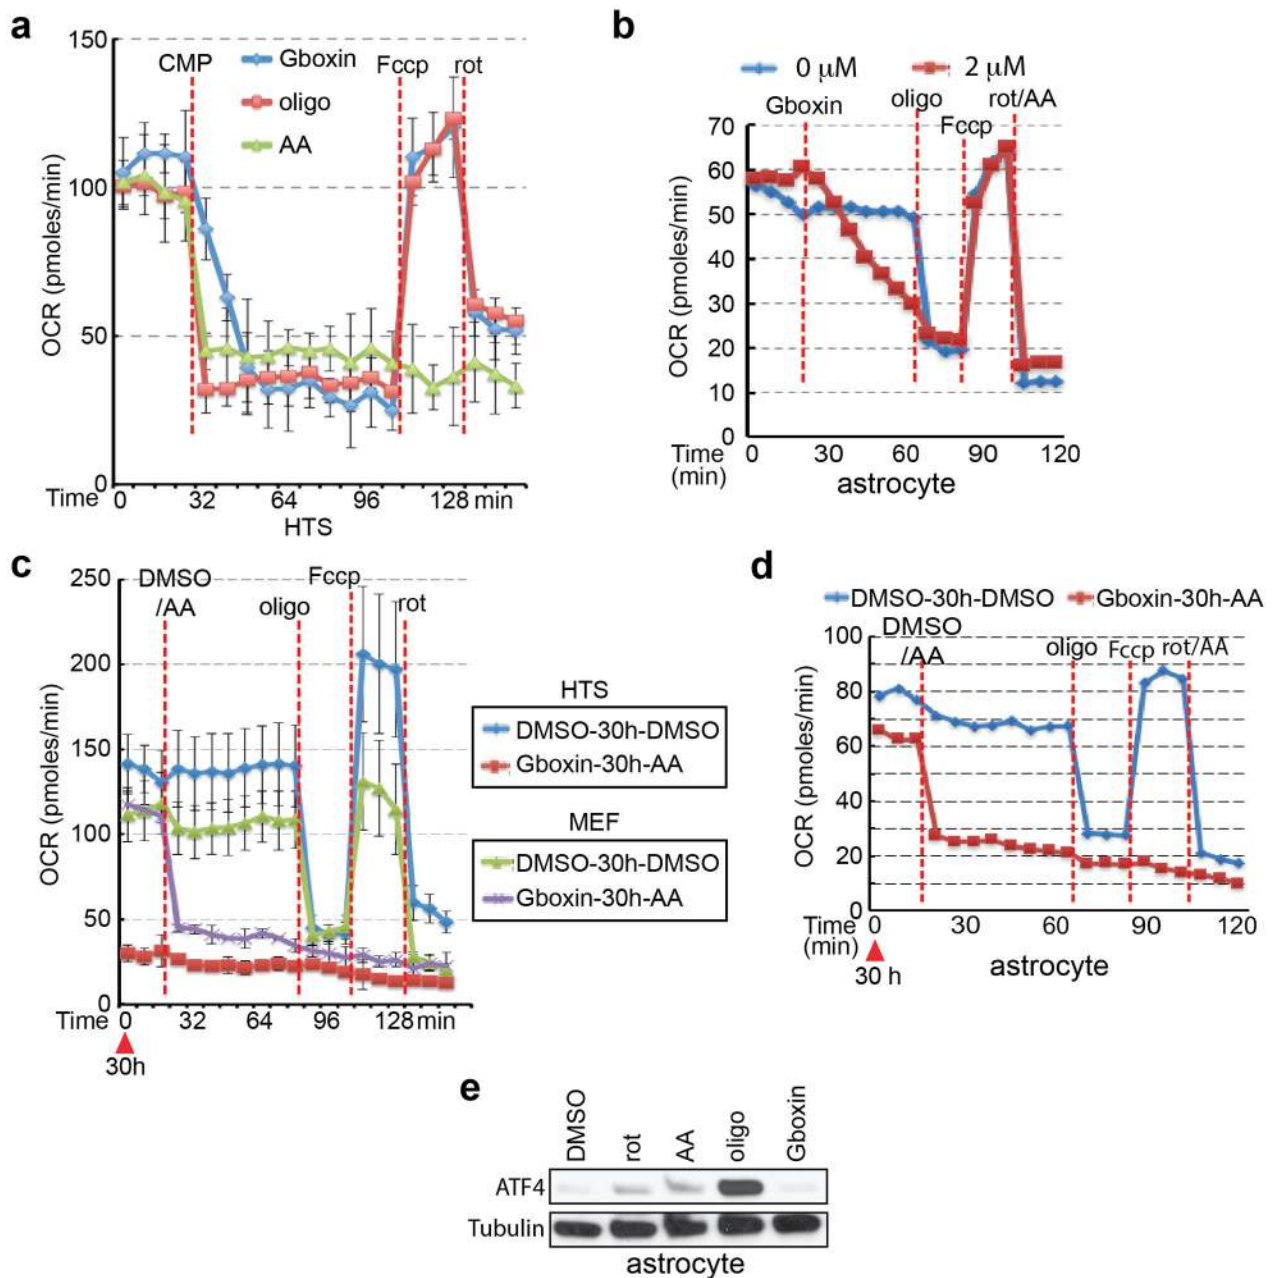 a
150
100
50
0
OCR (pmoles/min)
CMP
Fccp
rot
Gboxin
oligo
AA
Time 0 32 64 96 128 min
HTS
b
0 µM 2 µM
Gboxin
oligo
Fccp
rot/AA
70
60
50
40
30
20
10
0
OCR (pmoles/min)
Time 0 30 60 90 120
(min)
astrocyte
c
DMSO
/AA
oligo
Fccp
rot
250
200
150
100
50
0
OCR (pmoles/min)
Time 0 32 64 96 128 min
30h
HTS
DMSO-30h-DMSO
Gboxin-30h-AA
MEF
DMSO-30h-DMSO
Gboxin-30h-AA
d
DMSO-30h-DMSO Gboxin-30h-AA
DMSO
/AA
oligo Fccp rot/AA
100
80
60
40
20
0
OCR (pmoles/min)
Time 0 30 60 90 120
(min)
30 h
astrocyte
e
DMSO
rot
AA
oligo
Gboxin
ATF4
Tubulin
astrocyte